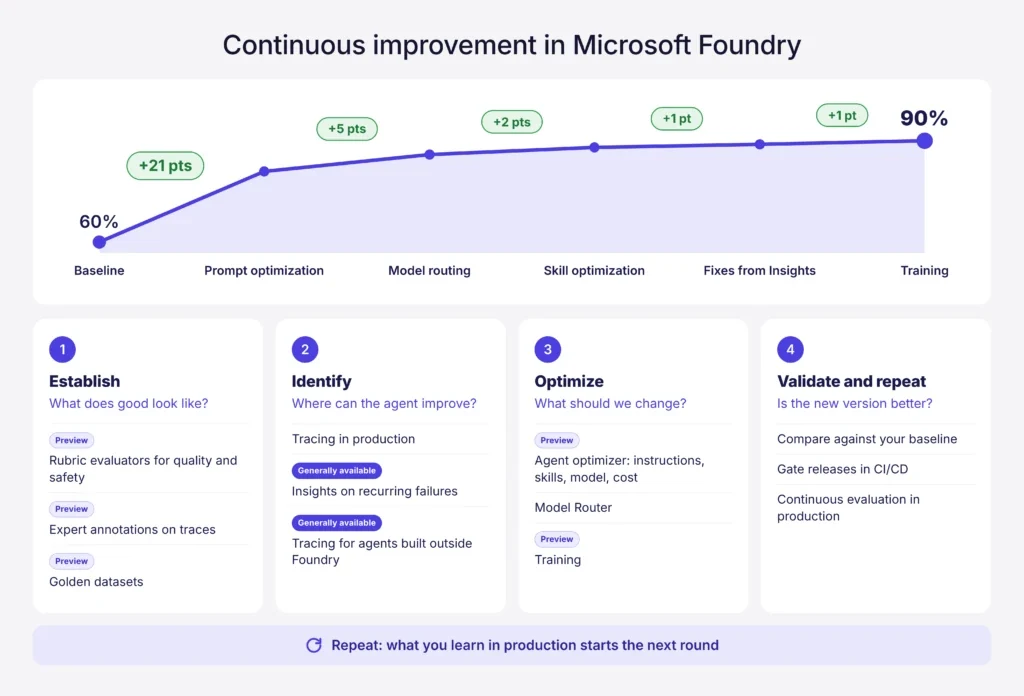 Continuous improvement in Microsoft Foundry
+21 pts
+5 pts
+2 pts
+1 pt
+1 pt
60%
90%
Baseline
Prompt optimization
Model routing
Skill optimization
Fixes from Insights
Training
1
Establish
What does good look like?
Preview
Rubric evaluators for quality and
safety
Preview
Expert annotations on traces
Preview
Golden datasets
2
Identify
Where can the agent improve?
Tracing in production
Generally available
Insights on recurring failures
Generally available
Tracing for agents built outside
Foundry
3
Optimize
What should we change?
Preview
Agent optimizer: instructions,
skills, model, cost
Model Router
Preview
Training
4
Validate and repeat
Is the new version better?
Compare against your baseline
Gate releases in CI/CD
Continuous evaluation in
production
Repeat: what you learn in production starts the next round